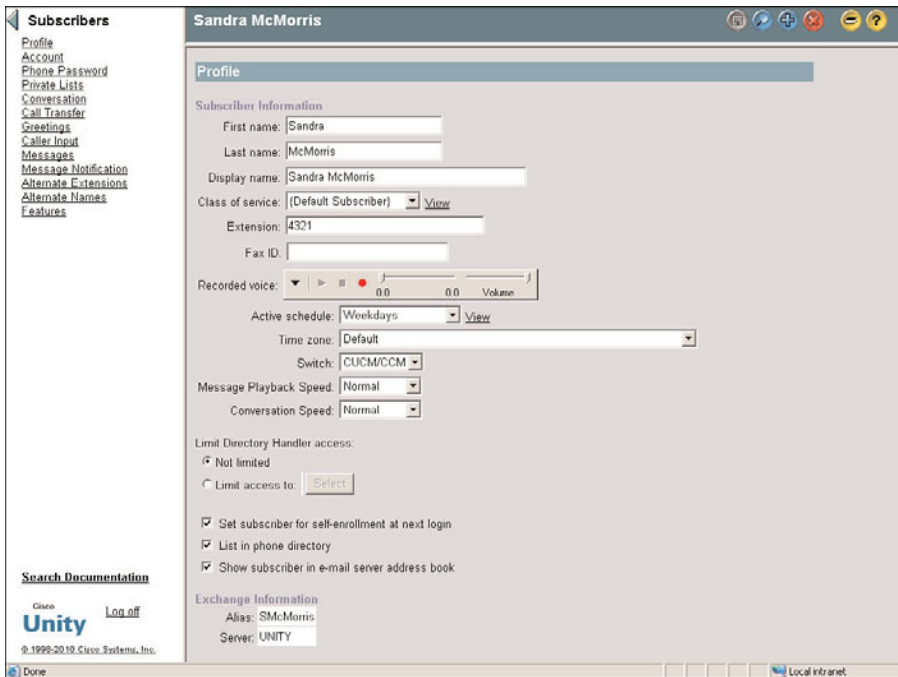 Subscribers
Profile
Account
Phone Password
Private Lists
Conversation
Call Transfer
Greetings
Caller Input
Messages
Message Notification
Alternate Extensions
Alternate Names
Features
Search Documentation
Cisco
Unity
Log off
© 1998-2010 Cisco Systems, Inc.
Sandra McMorris
?
Profile
Subscriber Information
First name: Sandra
Last name: McMorris
Display name: Sandra McMorris
Class of service: (Default Subscriber) View
Extension: 4321
Fax ID:
Recorded voice: 0.0 0.0 Volume
Active schedule: Weekdays View
Time zone: Default
Switch: CUCM/CCM
Message Playback Speed: Normal
Conversation Speed: Normal
Limit Directory Handler access:
Not limited
Limit access to: Select
Set subscriber for self-enrollment at next login
List in phone directory
Show subscriber in e-mail server address book
Exchange Information
Alias: SMcMorris
Server: UNITY
Done Local intranet